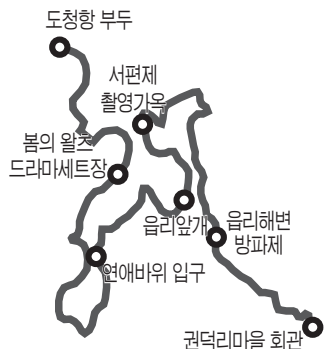 도청항 부두
서편제
촬영가옥
봄의 왈츠
드라마세트장
읍리앞개
읍리해변
방파제
연애바위 입구
권덕리마을 회관